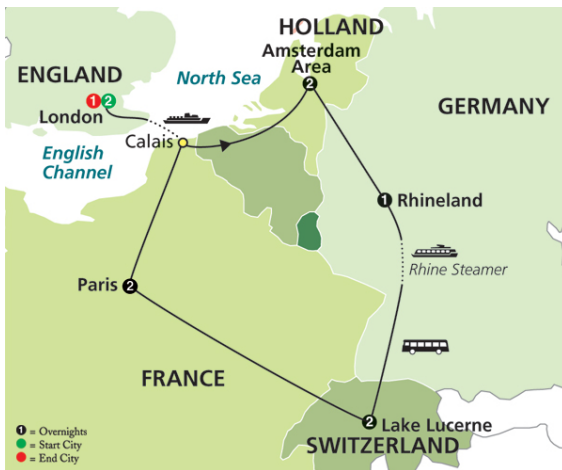 HOLLAND
Amsterdam
Area
2
ENGLAND
1 2
London
North Sea
GERMANY
Calais
English
Channel
1 Rhineland
Rhine Steamer
Paris 2
FRANCE
2 Lake Lucerne
SWITZERLAND
1 = Overnights
= Start City
= End City